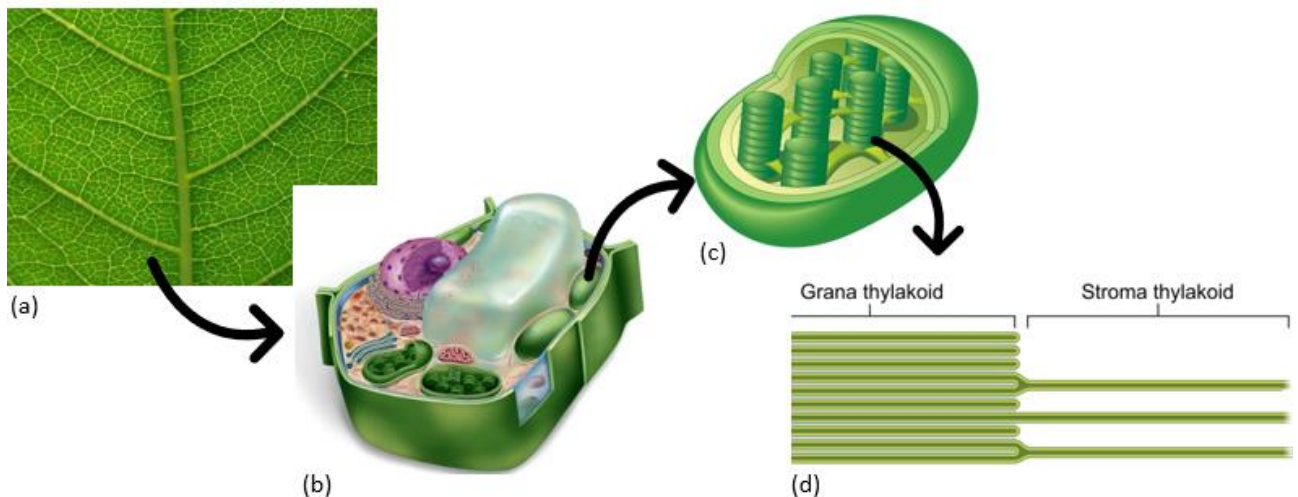 (a)
(b)
(c)
Grana thylakoid
Stroma thylakoid
(d)